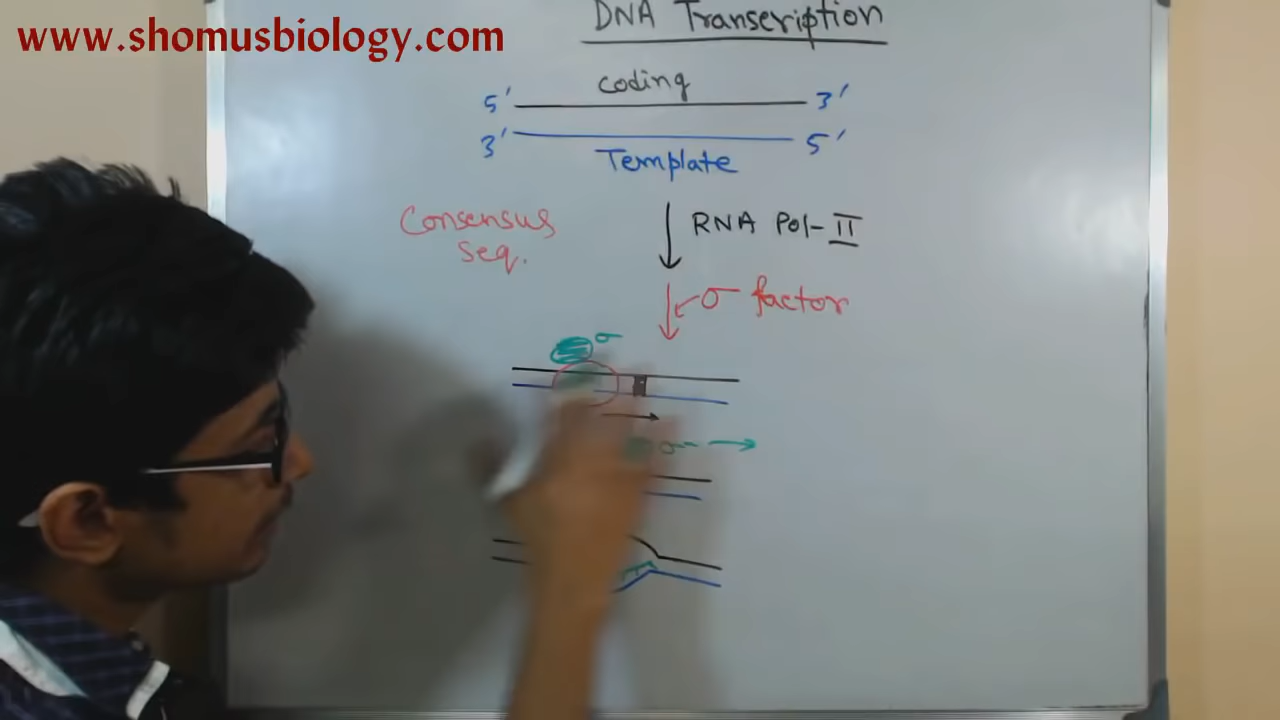 www.shomusbiology.com
DNA Transcription
coding
5' 3'
3' 5'
Template
Consensus
seq.
RNA Pol-II
σ factor
σ
σ